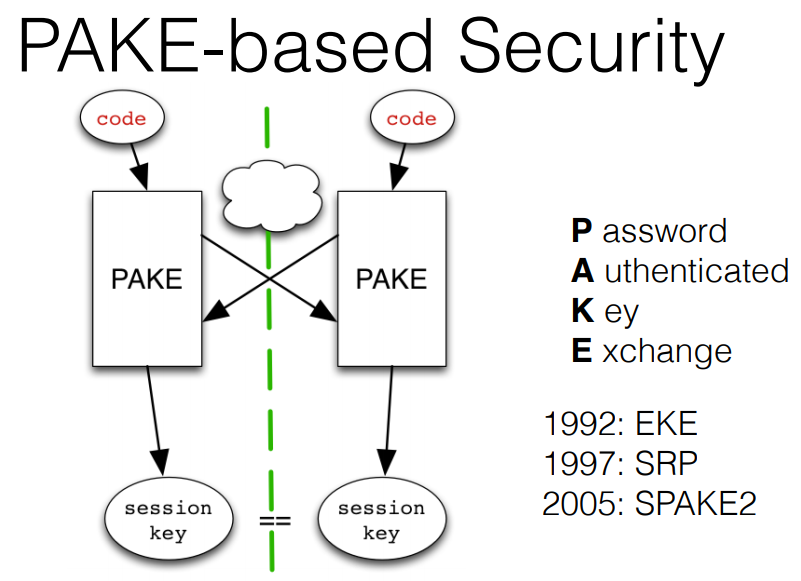 PAKE-based Security
code
code
PAKE
PAKE
P assword
A uthenticated
K ey
E xchange
1992: EKE
1997: SRP
2005: SPAKE2
session
key
==
session
key